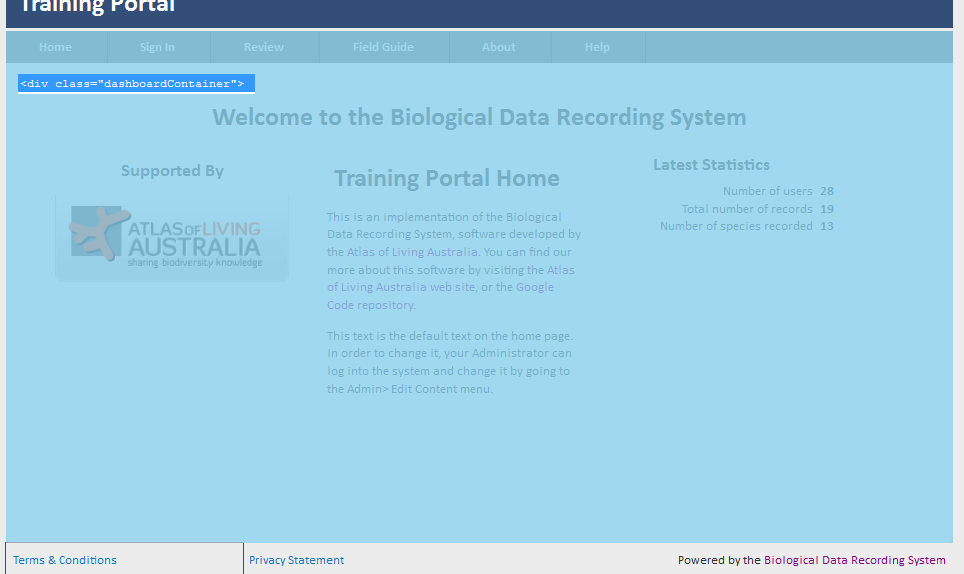 Training Portal
Home Sign In Review Field Guide About Help
<div class="dashboardContainer">
Welcome to the Biological Data Recording System
Supported By
ATLAS OF LIVING
AUSTRALIA
sharing biodiversity knowledge
Training Portal Home
This is an implementation of the Biological
Data Recording System, software developed by
the Atlas of Living Australia. You can find our
more about this software by visiting the Atlas
of Living Australia web site, or the Google
Code repository.
This text is the default text on the home page.
In order to change it, your Administrator can
log into the system and change it by going to
the Admin> Edit Content menu.
Latest Statistics
Number of users 28
Total number of records 19
Number of species recorded 13
Terms & Conditions Privacy Statement Powered by the Biological Data Recording System